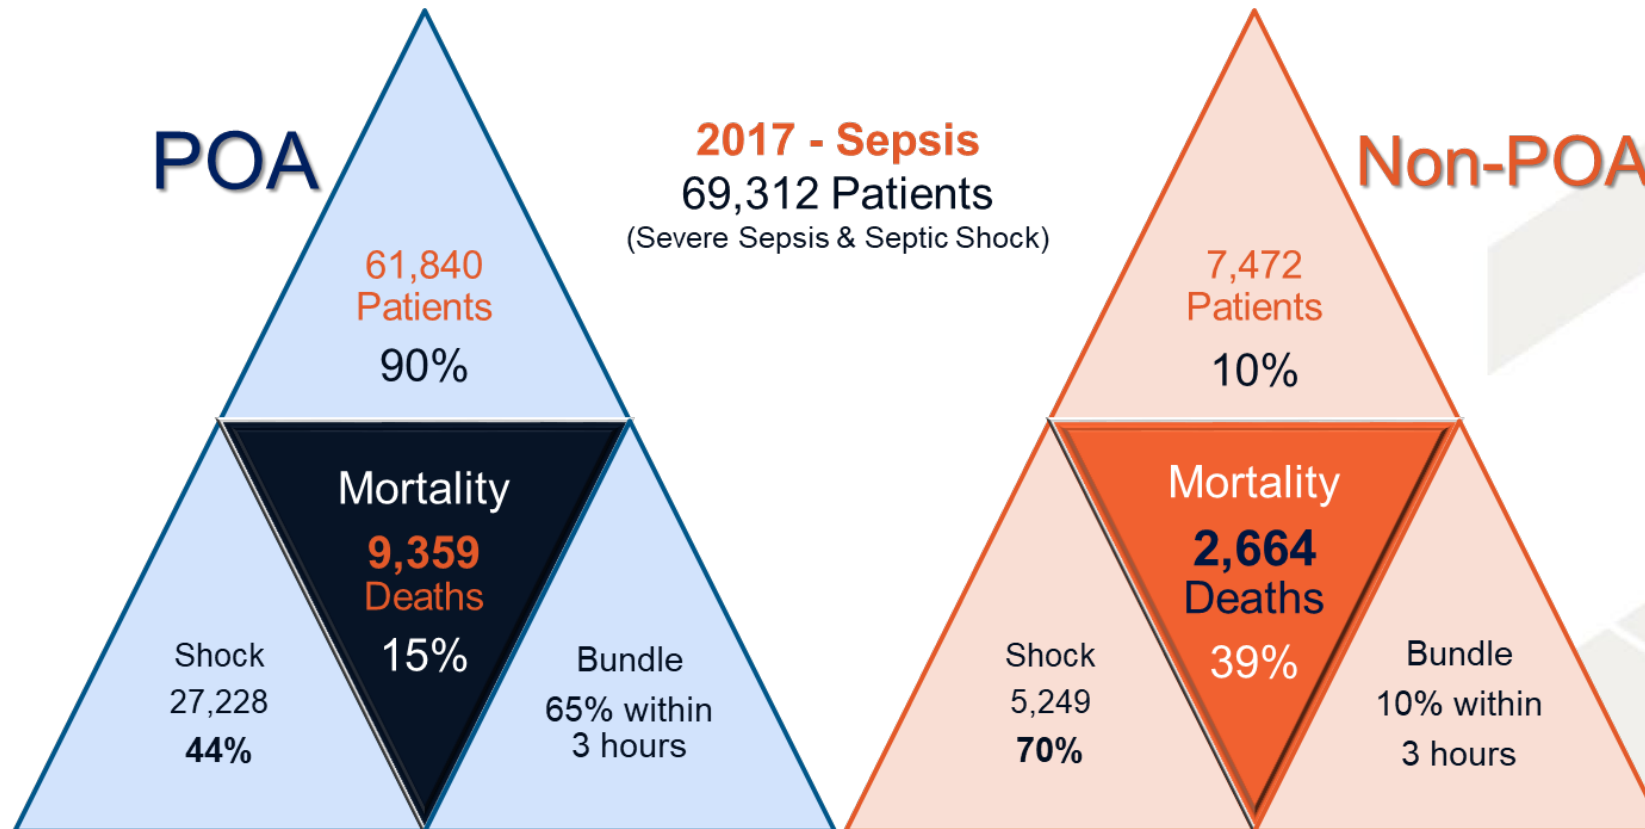 POA
2017 - Sepsis
69,312 Patients
(Severe Sepsis & Septic Shock)
Non-POA
61,840
Patients
90%
7,472
Patients
10%
Mortality
9,359
Deaths
15%
Shock
27,228
44%
Bundle
65% within
3 hours
Mortality
2,664
Deaths
39%
Shock
5,249
70%
Bundle
10% within
3 hours